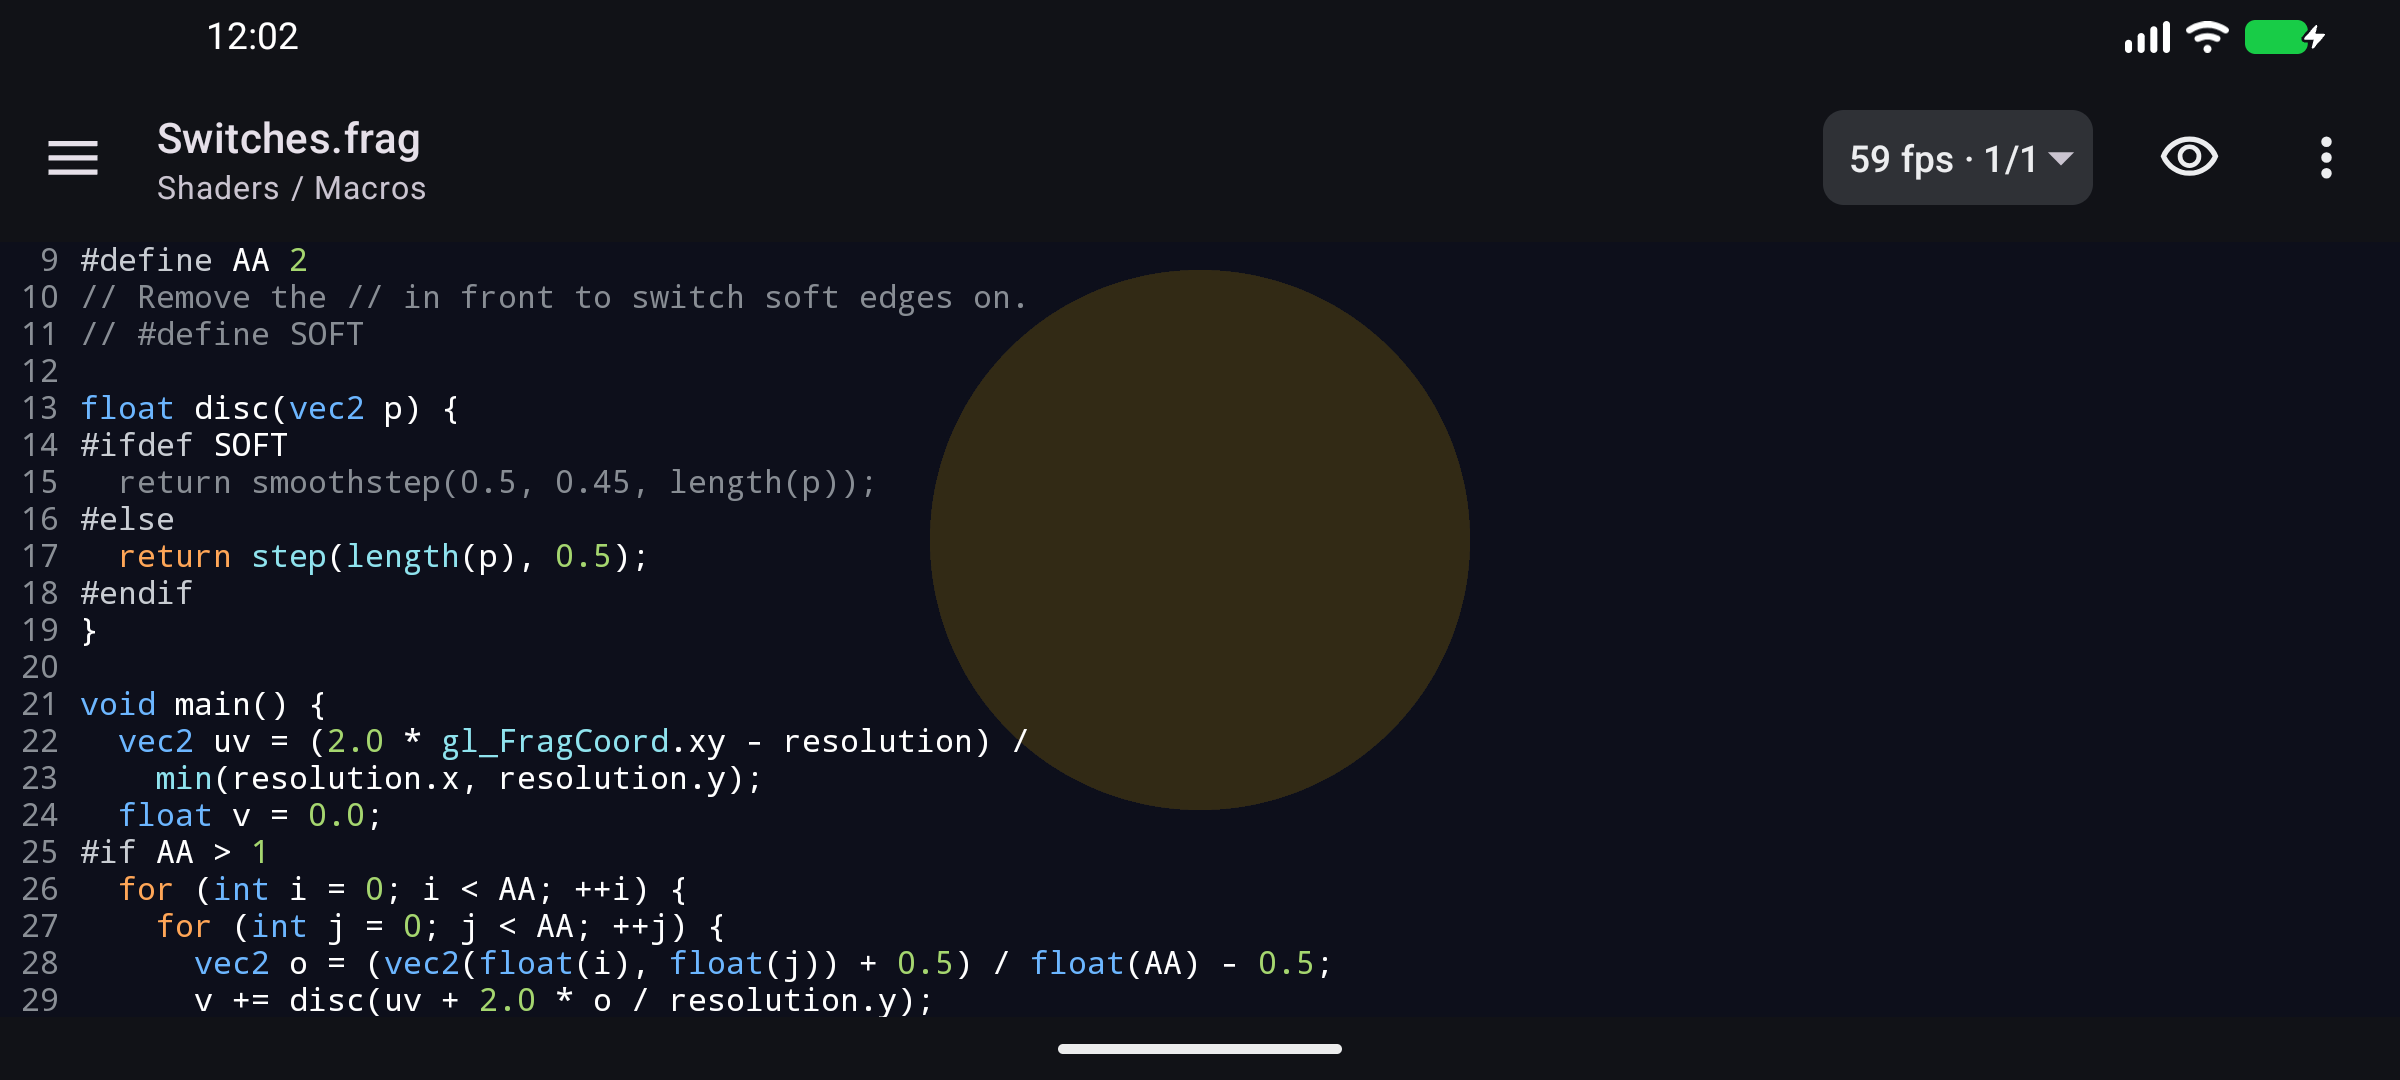 12:02
Switches.frag
Shaders / Macros
59 fps · 1/1
9 #define AA 2
10 // Remove the // in front to switch soft edges on.
11 // #define SOFT
12
13 float disc(vec2 p) {
14 #ifdef SOFT
15   return smoothstep(0.5, 0.45, length(p));
16 #else
17   return step(length(p), 0.5);
18 #endif
19 }
20
21 void main() {
22   vec2 uv = (2.0 * gl_FragCoord.xy - resolution) /
23     min(resolution.x, resolution.y);
24   float v = 0.0;
25 #if AA > 1
26   for (int i = 0; i < AA; ++i) {
27     for (int j = 0; j < AA; ++j) {
28       vec2 o = (vec2(float(i), float(j)) + 0.5) / float(AA) - 0.5;
29       v += disc(uv + 2.0 * o / resolution.y);